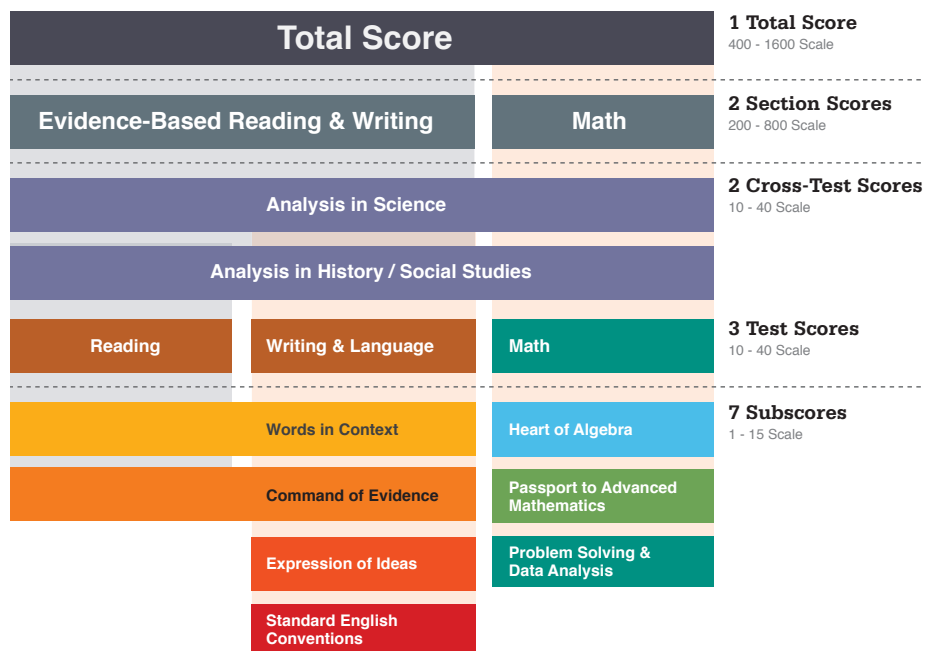 Total Score
1 Total Score
400 - 1600 Scale
Evidence-Based Reading & Writing
Math
2 Section Scores
200 - 800 Scale
Analysis in Science
2 Cross-Test Scores
10 - 40 Scale
Analysis in History / Social Studies
Reading
Writing & Language
Math
3 Test Scores
10 - 40 Scale
Words in Context
Heart of Algebra
7 Subscores
1 - 15 Scale
Command of Evidence
Passport to Advanced
Mathematics
Expression of Ideas
Problem Solving &
Data Analysis
Standard English
Conventions